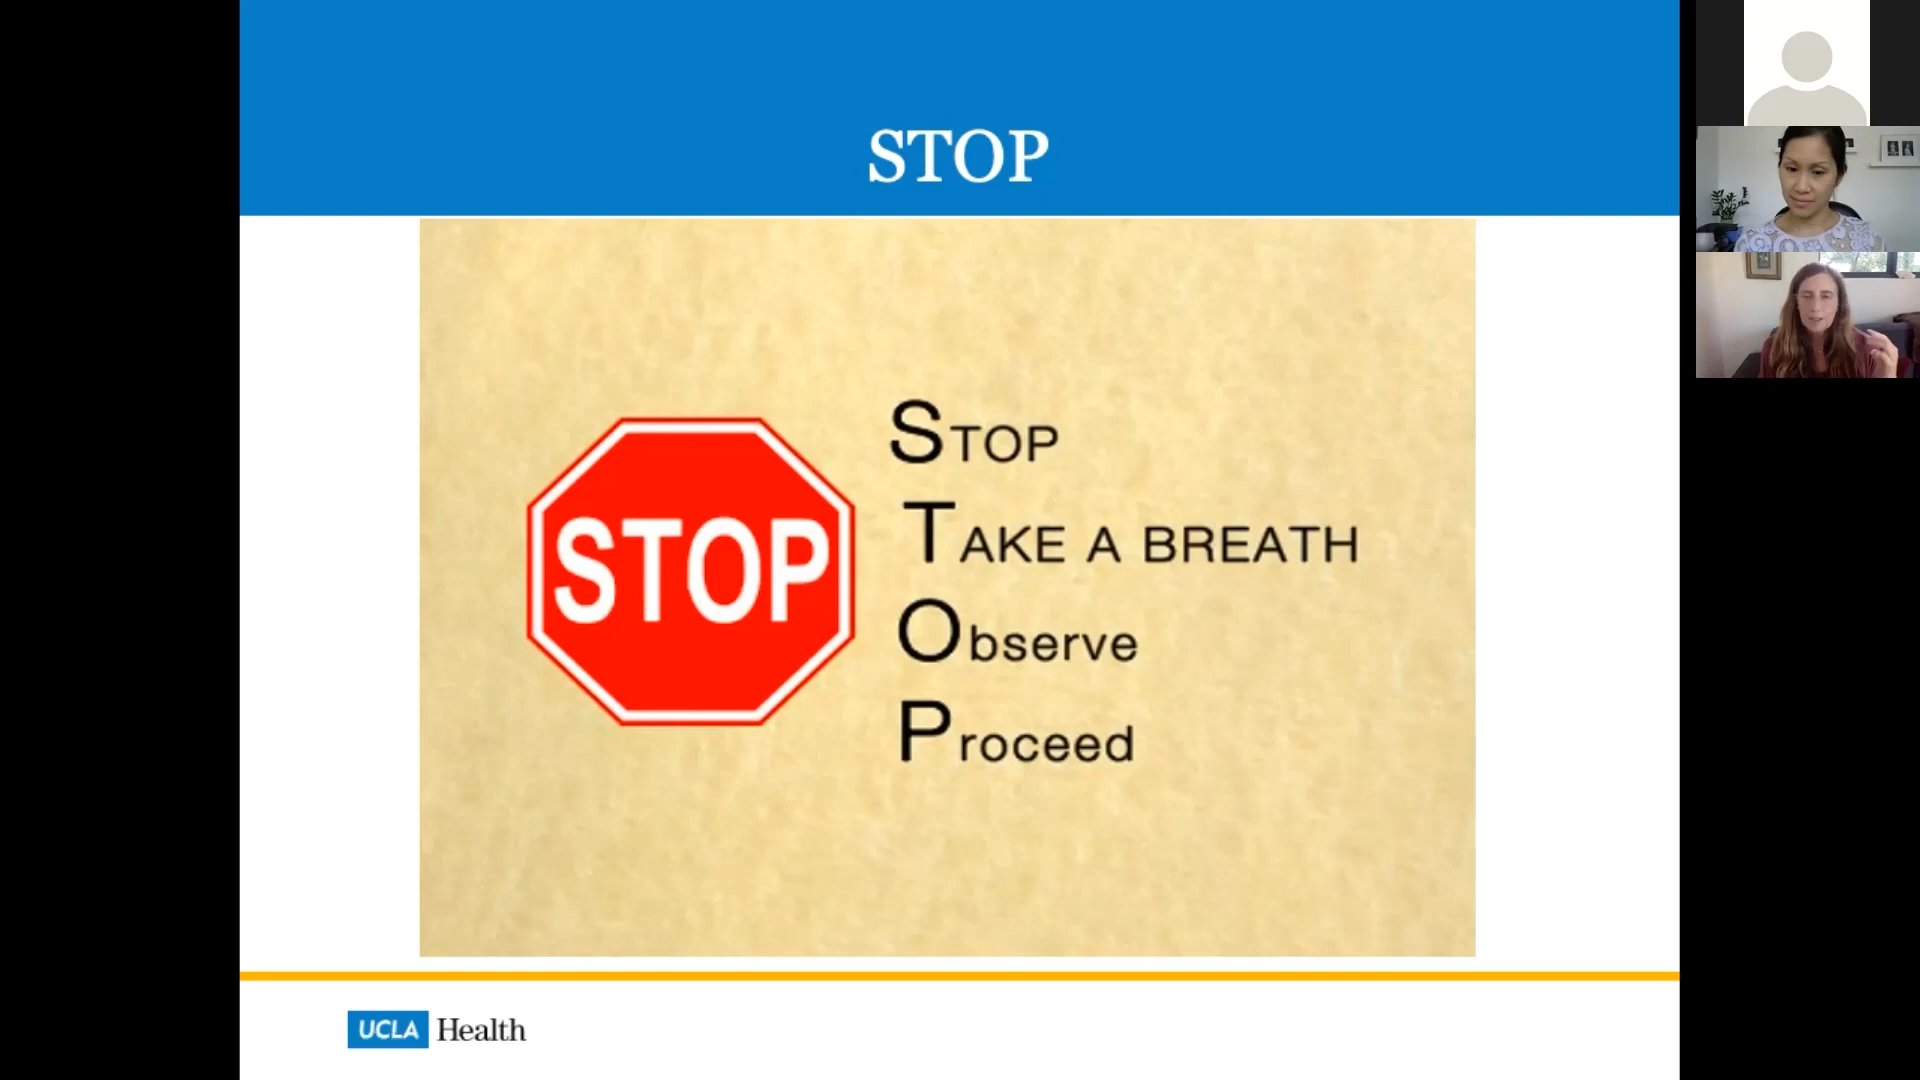 STOP
STOP
STOP
TAKE A BREATH
Observe
Proceed
UCLA Health